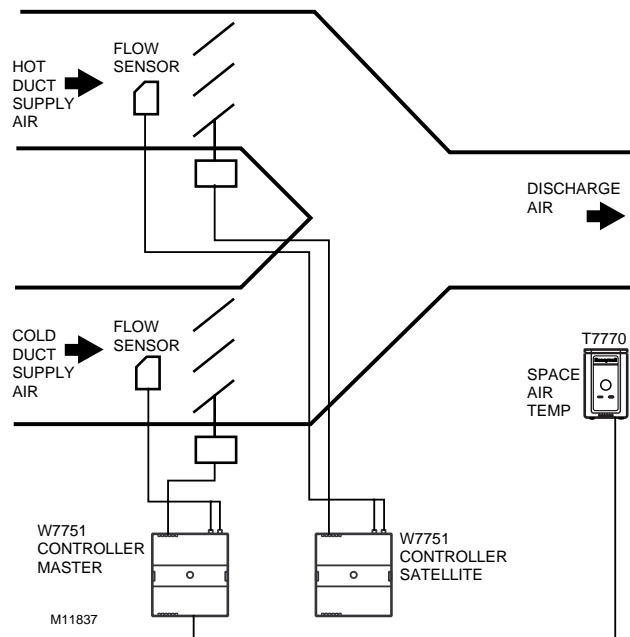 HOT
DUCT
SUPPLY
AIR
FLOW
SENSOR
DISCHARGE
AIR
COLD
DUCT
SUPPLY
AIR
FLOW
SENSOR
T7770
Honeywell
SPACE
AIR
TEMP
W7751
CONTROLLER
MASTER
W7751
CONTROLLER
SATELLITE
M11837